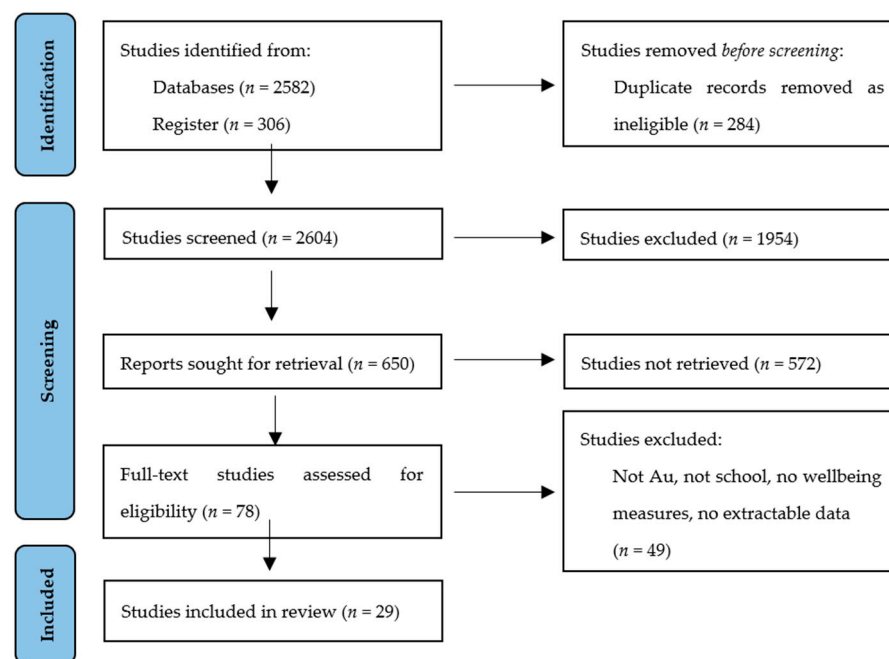 Identification
Studies identified from:
Databases (n = 2582)
Register (n = 306)
Studies removed before screening:
Duplicate records removed as
ineligible (n = 284)
Screening
Studies screened (n = 2604)
Studies excluded (n = 1954)
Reports sought for retrieval (n = 650)
Studies not retrieved (n = 572)
Full-text studies assessed for
eligibility (n = 78)
Studies excluded:
Not Au, not school, no wellbeing
measures, no extractable data
(n = 49)
Included
Studies included in review (n = 29)